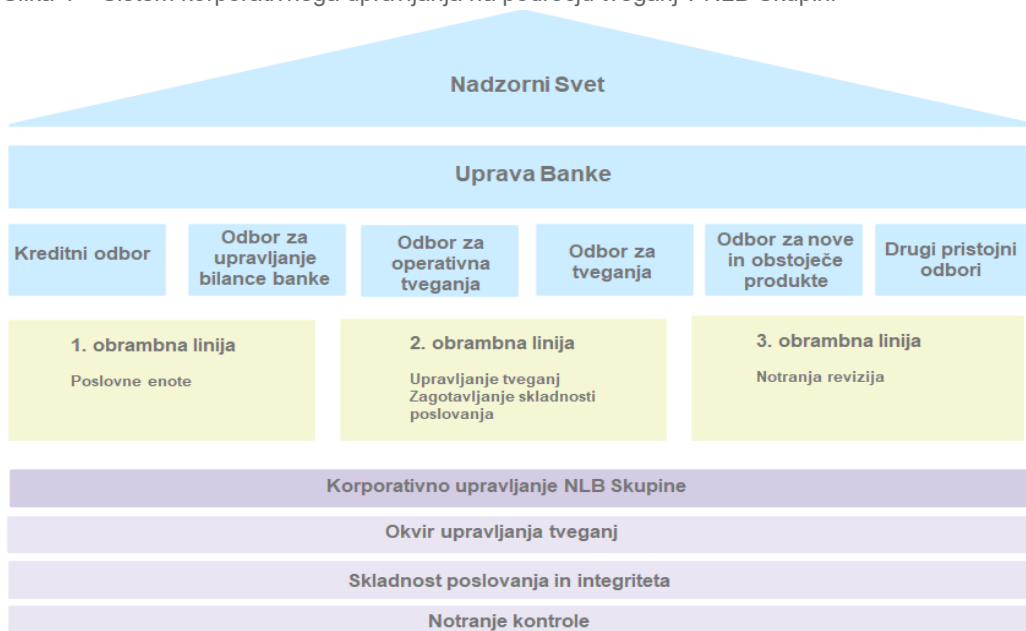 Nadzorni Svet
Uprava Banke
Kreditni odbor
Odbor za
upravljanje
bilance banke
Odbor za
operativna
tveganja
Odbor za
tveganja
Odbor za nove
in obstoječe
produkte
Drugi pristojni
odbori
1. obrambna linija
Poslovne enote
2. obrambna linija
Upravljanje tveganj
Zagotavljanje skladnosti
poslovanja
3. obrambna linija
Notranja revizija
Korporativno upravljanje NLB Skupine
Okvir upravljanja tveganj
Skladnost poslovanja in integriteta
Notranje kontrole